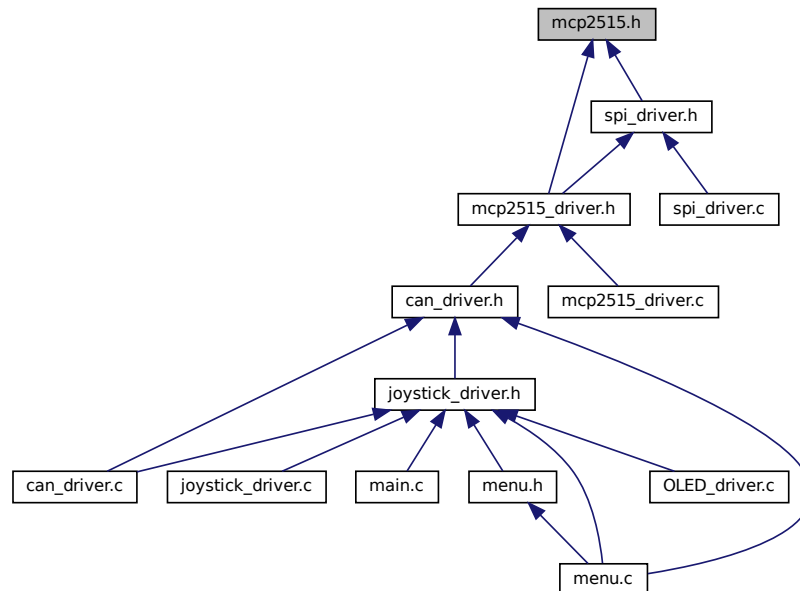 mcp2515.h
spi_driver.h
mcp2515_driver.h
spi_driver.c
can_driver.h
mcp2515_driver.c
joystick_driver.h
can_driver.c
joystick_driver.c
main.c
menu.h
OLED_driver.c
menu.c